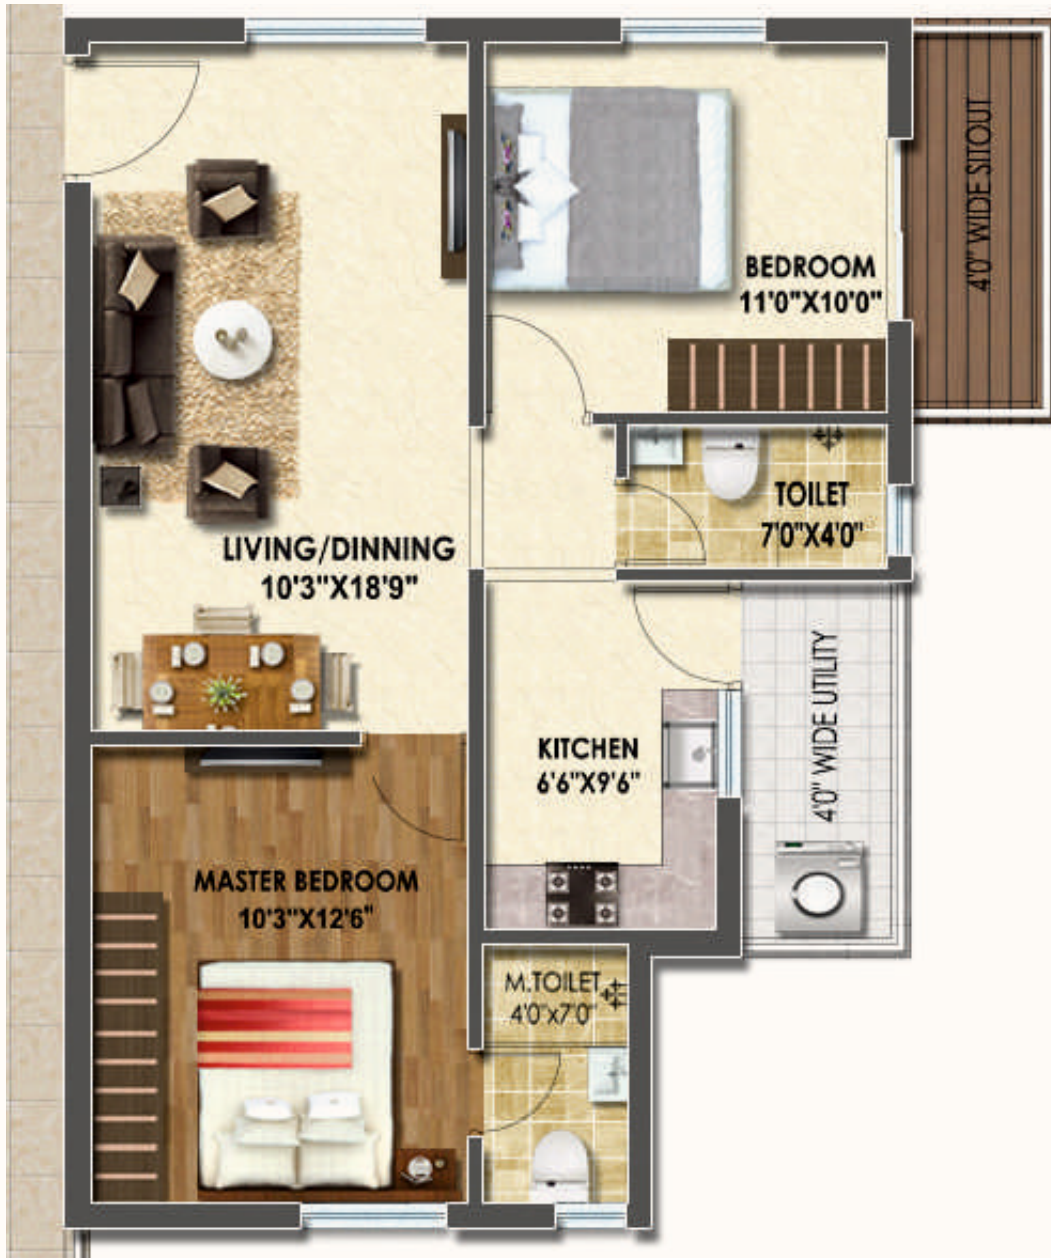 4'0" WIDE SITOUT
BEDROOM
11'0"X10'0"
TOILET
7'0"X4'0"
LIVING/DINNING
10'3"X18'9"
4'0" WIDE UTILITY
KITCHEN
6'6"X9'6"
MASTER BEDROOM
10'3"X12'6"
M.TOILET
4'0"x7'0"